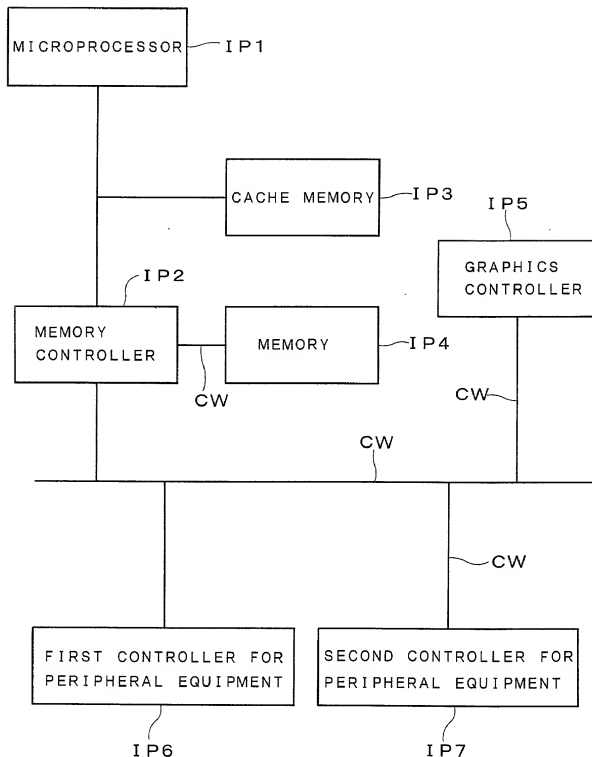 MICROPROCESSOR
IP1
CACHE MEMORY
IP3
IP5
GRAPHICS
CONTROLLER
IP2
MEMORY
CONTROLLER
MEMORY
IP4
CW
CW
CW
CW
FIRST CONTROLLER FOR
PERIPHERAL EQUIPMENT
SECOND CONTROLLER FOR
PERIPHERAL EQUIPMENT
IP6
IP7